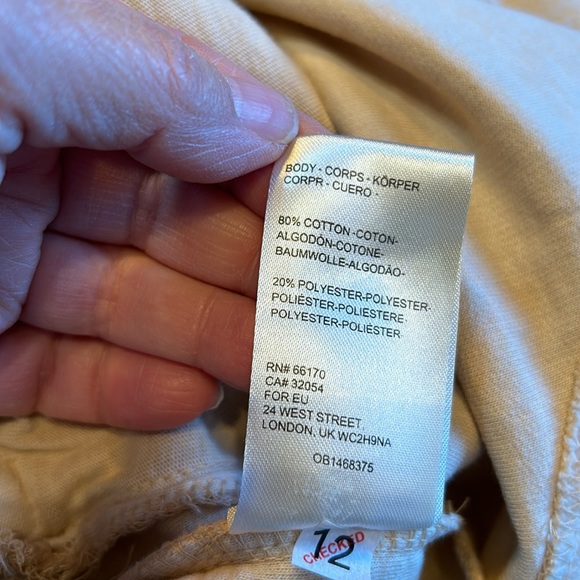 BODY - CORPS - KÖRPER
CORPR - CUERO -
80% COTTON -COTON-
ALGODÓN-COTONE-
BAUMWOLLE-ALGODÃO-
20% POLYESTER-POLYESTER-
POLIÉSTER-POLIESTERE-
POLYESTER-POLIÉSTER
RN# 66170
CA# 32054
FOR EU
24 WEST STREET,
LONDON, UK WC2H9NA
OB1468375
12
CHECKED